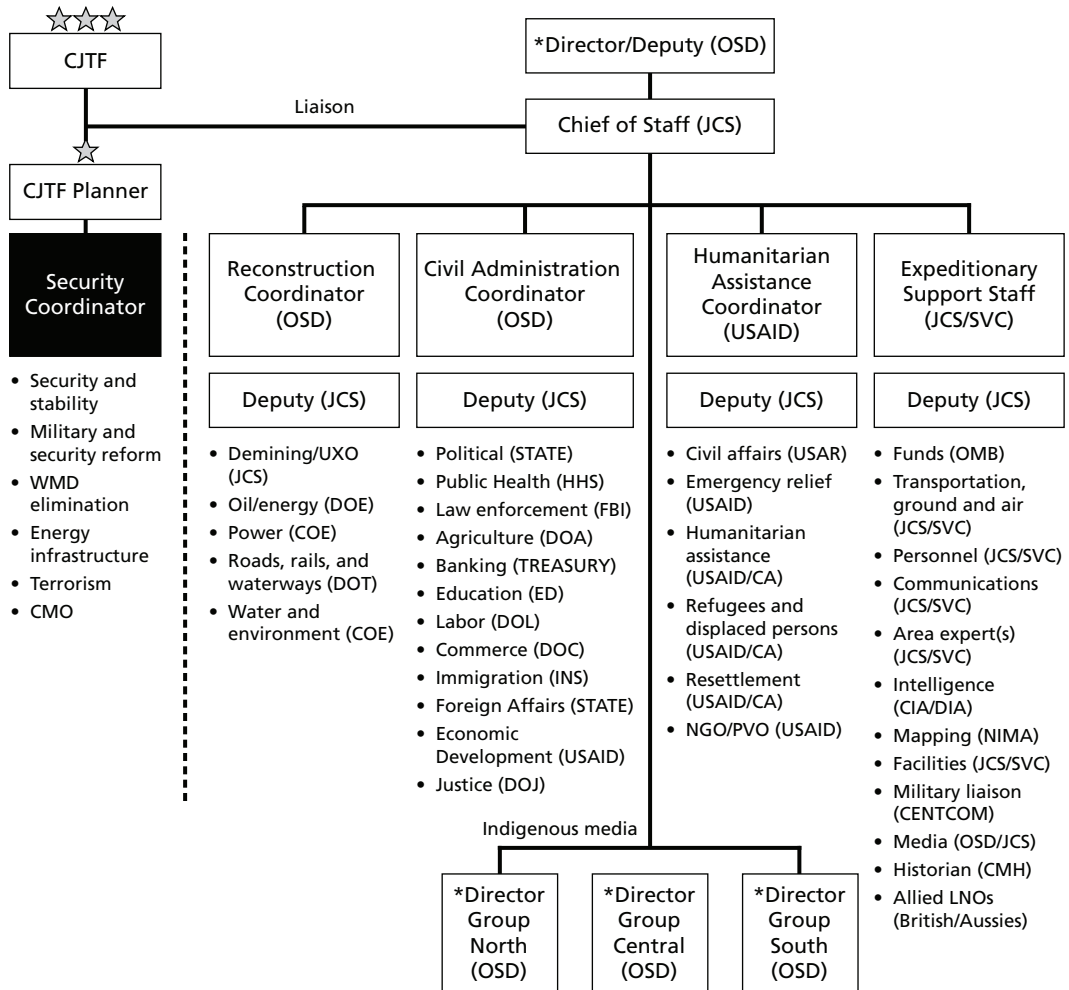 CJTF
*Director/Deputy (OSD)
Liaison
Chief of Staff (JCS)
CJTF Planner
Security
Coordinator
• Security and
stability
• Military and
security reform
• WMD
elimination
• Energy
infrastructure
• Terrorism
• CMO
Reconstruction
Coordinator
(OSD)
Deputy (JCS)
• Demining/UXO
(JCS)
• Oil/energy (DOE)
• Power (COE)
• Roads, rails, and
waterways (DOT)
• Water and
environment (COE)
Civil Administration
Coordinator
(OSD)
Deputy (JCS)
• Political (STATE)
• Public Health (HHS)
• Law enforcement (FBI)
• Agriculture (DOA)
• Banking (TREASURY)
• Education (ED)
• Labor (DOL)
• Commerce (DOC)
• Immigration (INS)
• Foreign Affairs (STATE)
• Economic
Development (USAID)
• Justice (DOJ)
Humanitarian
Assistance
Coordinator
(USAID)
Deputy (JCS)
• Civil affairs (USAR)
• Emergency relief
(USAID)
• Humanitarian
assistance
(USAID/CA)
• Refugees and
displaced persons
(USAID/CA)
• Resettlement
(USAID/CA)
• NGO/PVO (USAID)
Expeditionary
Support Staff
(JCS/SVC)
Deputy (JCS)
• Funds (OMB)
• Transportation,
ground and air
(JCS/SVC)
• Personnel (JCS/SVC)
• Communications
(JCS/SVC)
• Area expert(s)
(JCS/SVC)
• Intelligence
(CIA/DIA)
• Mapping (NIMA)
• Facilities (JCS/SVC)
• Military liaison
(CENTCOM)
• Media (OSD/JCS)
• Historian (CMH)
• Allied LNOs
(British/Aussies)
Indigenous media
*Director
Group
North
(OSD)
*Director
Group
Central
(OSD)
*Director
Group
South
(OSD)